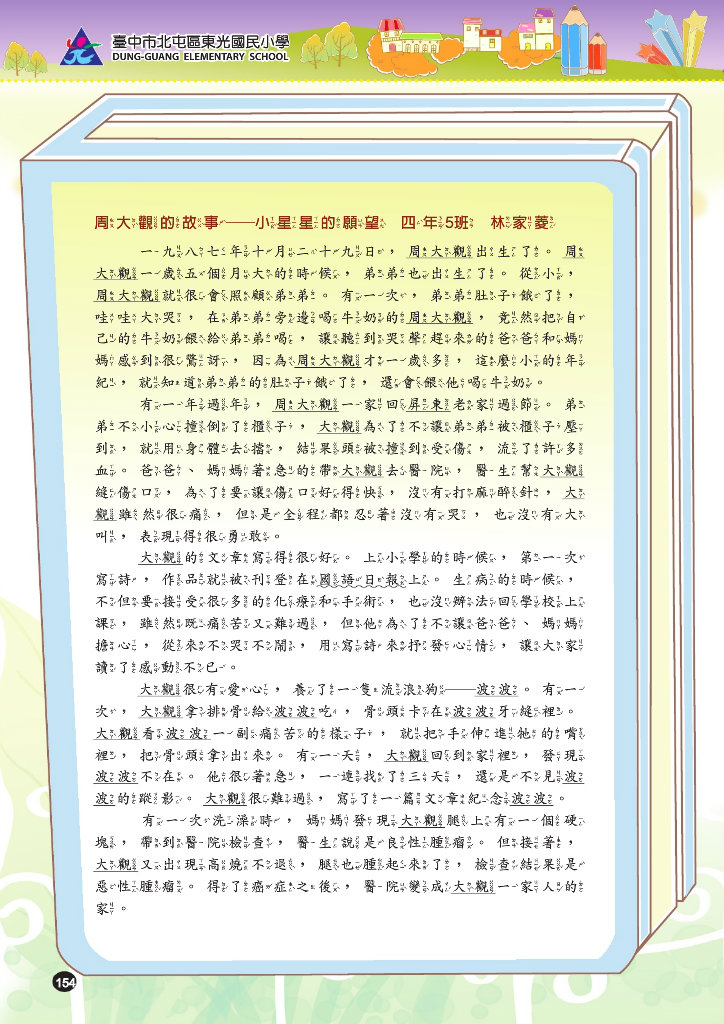 臺中市北屯區東光國民小學
DUNG-GUANG ELEMENTARY SCHOOL
周大觀的故事──小星星的願望 四年5班 林家菱
一九八七年十月二十九日，周大觀出生了。周
大觀一歲五個月大的時候，弟弟也出生了。從小，
周大觀就很會照顧弟弟。有一次，弟弟肚子餓了，
哇哇大哭，在弟弟旁邊喝牛奶的周大觀，竟然把自
己的牛奶餵給弟弟喝，讓聽到哭聲趕來的爸爸和媽
媽感到很驚訝，因為周大觀才一歲多，這麼小的年
紀，就知道弟弟的肚子餓了，還會餵他喝牛奶。
有一年過年，周大觀一家回屏東老家過節。弟
弟不小心撞倒了櫃子，大觀為了不讓弟弟被櫃子壓
到，就用身體去擋，結果頭被撞到受傷，流了許多
血。爸爸、媽媽著急的帶大觀去醫院，醫生幫大觀
縫傷口，為了要讓傷口好得快，沒有打麻醉針，大
觀雖然很痛，但是全程都忍著沒有哭，也沒有大
叫，表現得很勇敢。
大觀的文章寫得很好。上小學的時候，第一次
寫詩，作品就被刊登在國語日報上。生病的時候，
不但要接受很多的化療和手術，也沒辦法回學校上
課，雖然既痛苦又難過，但他為了不讓爸爸、媽媽
擔心，從來不哭不鬧，用寫詩來抒發心情，讓大家
讀了感動不已。
大觀很有愛心，養了一隻流浪狗──波波。有一
次，大觀拿排骨給波波吃，骨頭卡在波波牙縫裡。
大觀看波波一副痛苦的樣子，就把手伸進牠的嘴
裡，把骨頭拿出來。有一天，大觀回到家裡，發現
波波不在。他很著急，一連找了三天，還是不見波
波的蹤影。大觀很難過，寫了一篇文章紀念波波。
有一次洗澡時，媽媽發現大觀腿上有一個硬
塊，帶到醫院檢查，醫生說是良性腫瘤。但接著，
大觀又出現高燒不退，腿也腫起來了，檢查結果是
惡性腫瘤。得了癌症之後，醫院變成大觀一家人的
家。
154